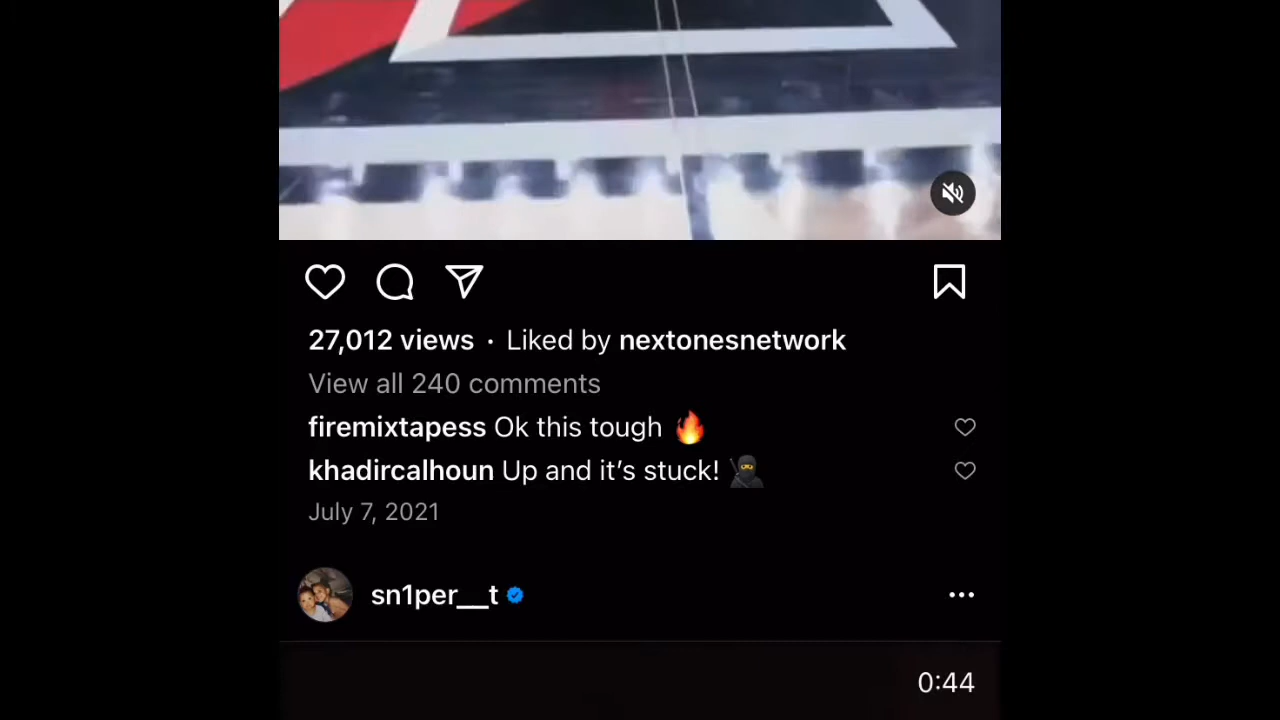 27,012 views · Liked by nextonesnetwork
View all 240 comments
firemixtapess Ok this tough 🔥
khadircalhoun Up and it’s stuck! 🥷🏿
July 7, 2021
sn1per__t
0:44